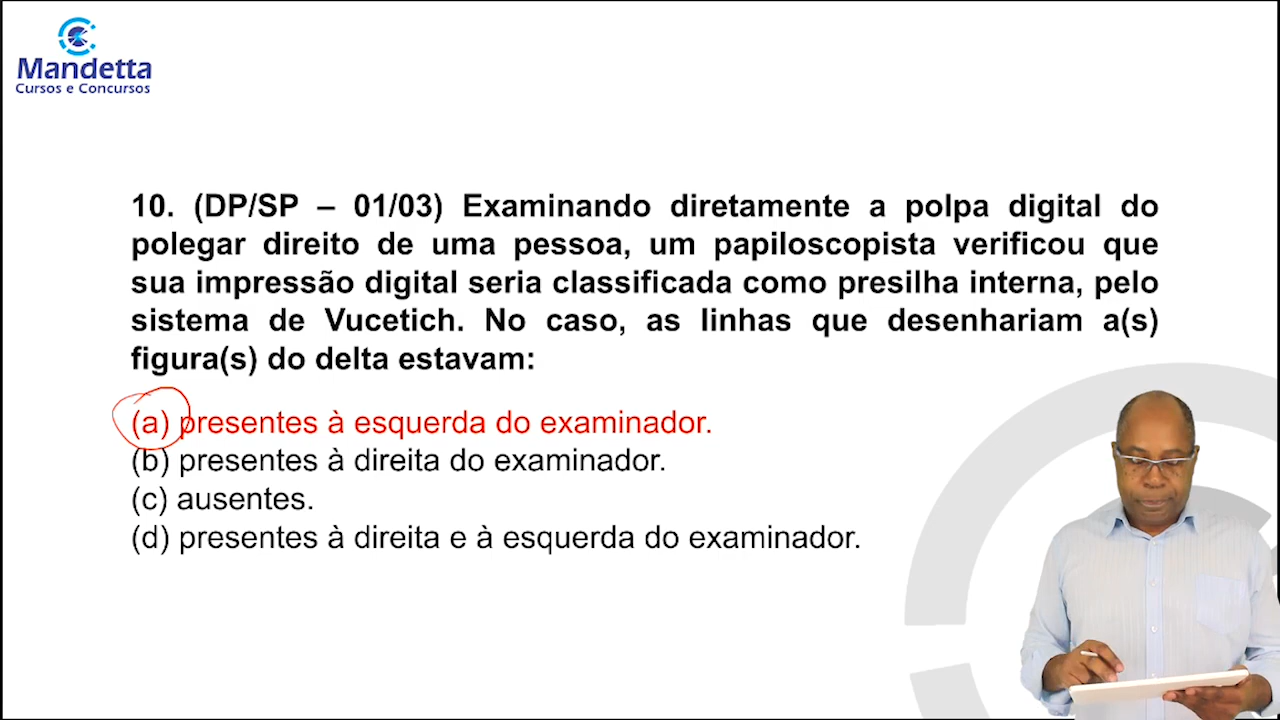 Mandetta
Cursos e Concursos
10. (DP/SP – 01/03) Examinando diretamente a polpa digital do
polegar direito de uma pessoa, um papiloscopista verificou que
sua impressão digital seria classificada como presilha interna, pelo
sistema de Vucetich. No caso, as linhas que desenhariam a(s)
figura(s) do delta estavam:
(a) presentes à esquerda do examinador.
(b) presentes à direita do examinador.
(c) ausentes.
(d) presentes à direita e à esquerda do examinador.